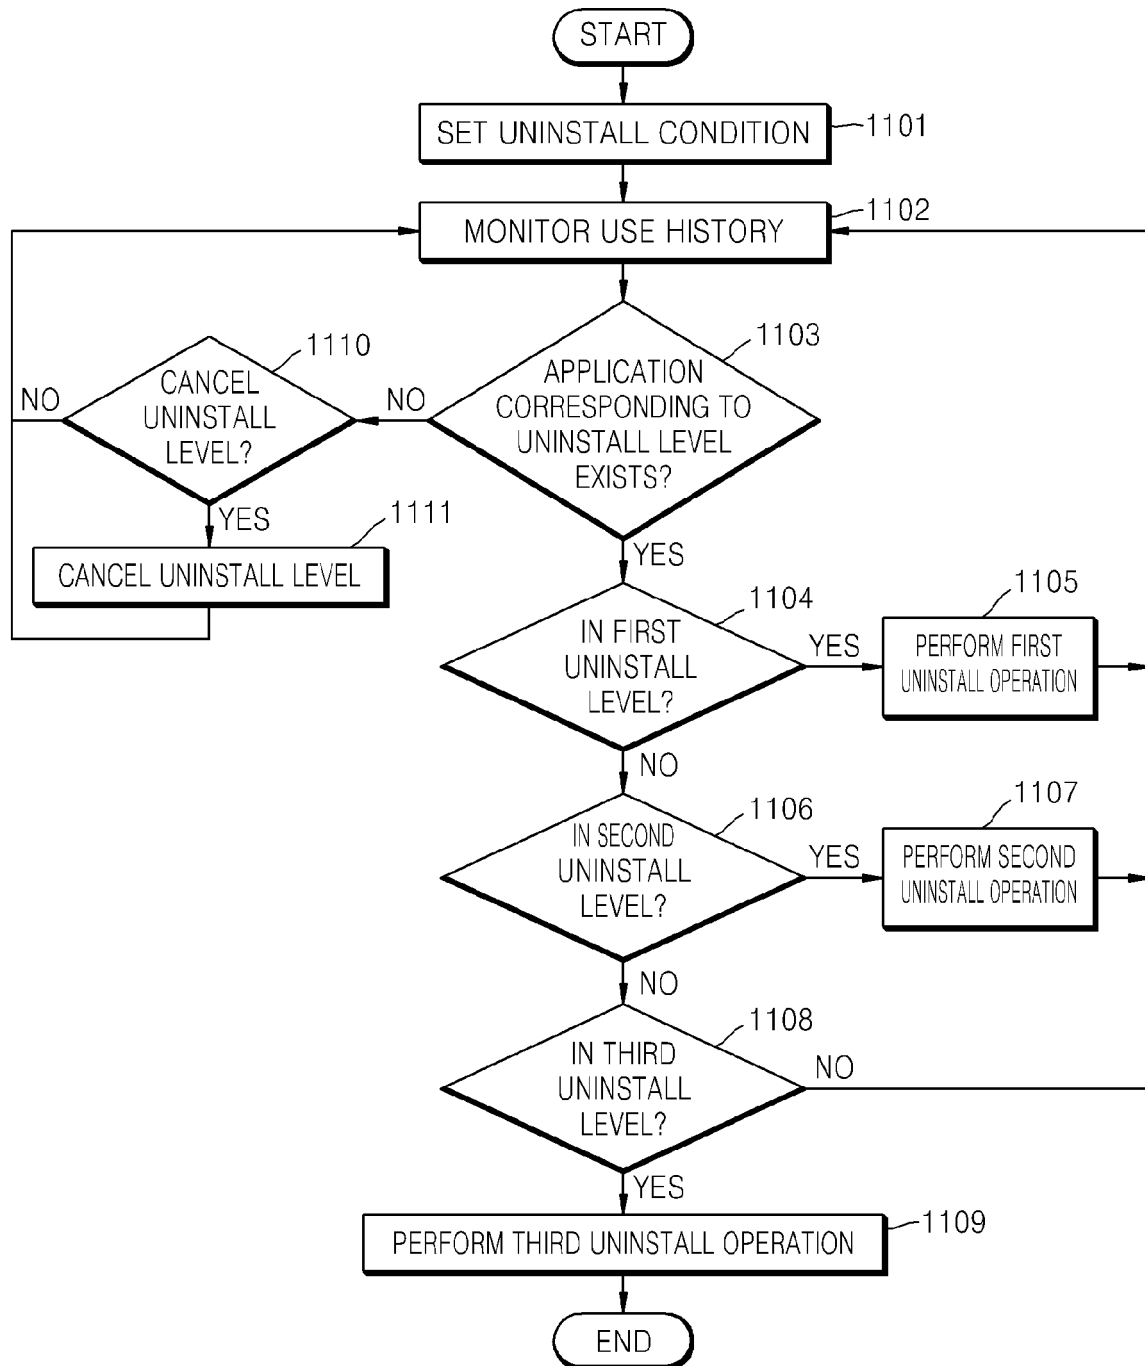 START
SET UNINSTALL CONDITION
1101
MONITOR USE HISTORY
1102
APPLICATION
CORRESPONDING TO
UNINSTALL LEVEL
EXISTS?
1103
NO
CANCEL
UNINSTALL
LEVEL?
1110
NO
YES
CANCEL UNINSTALL LEVEL
1111
YES
IN FIRST
UNINSTALL
LEVEL?
1104
YES
PERFORM FIRST
UNINSTALL OPERATION
1105
NO
IN SECOND
UNINSTALL
LEVEL?
1106
YES
PERFORM SECOND
UNINSTALL OPERATION
1107
NO
IN THIRD
UNINSTALL
LEVEL?
1108
NO
YES
PERFORM THIRD UNINSTALL OPERATION
1109
END